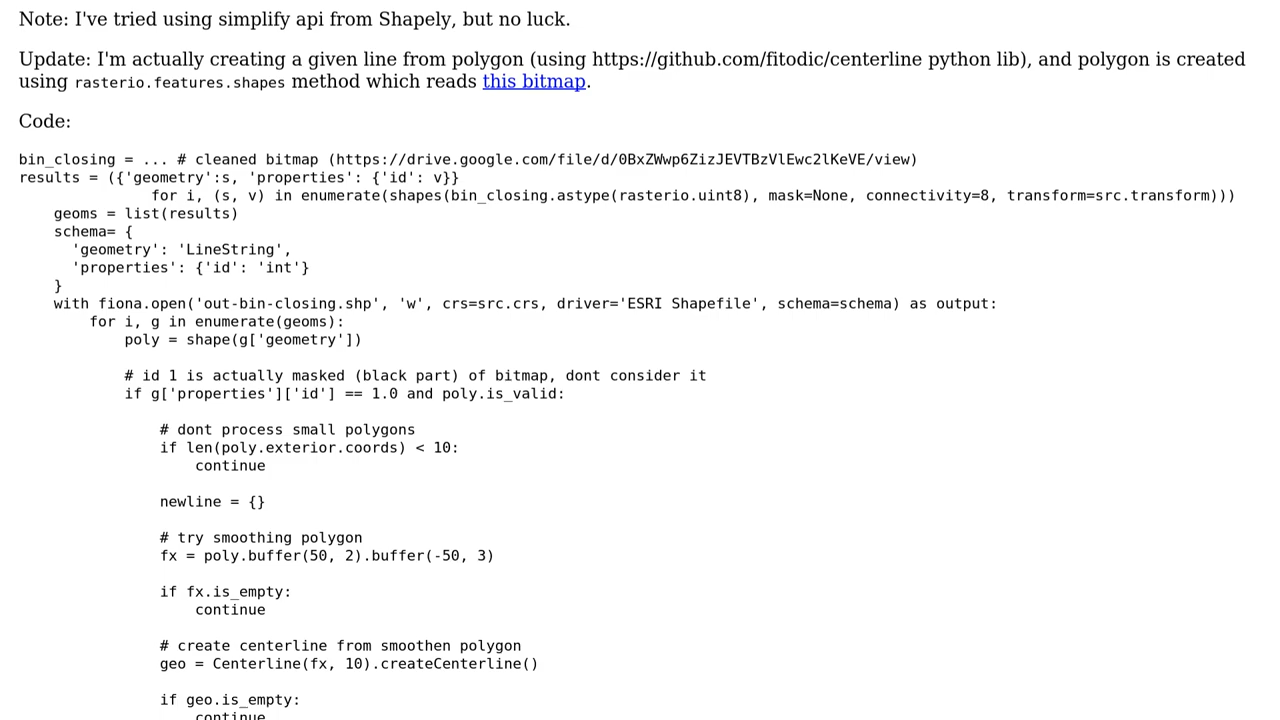 Note: I've tried using simplify api from Shapely, but no luck.
Update: I'm actually creating a given line from polygon (using https://github.com/fitodic/centerline python lib), and polygon is created
using rasterio.features.shapes method which reads this bitmap.
Code:
bin_closing = ... # cleaned bitmap (https://drive.google.com/file/d/0BxZWwp6ZizJEVTBzVlEwc2lKeVE/view)
results = ({'geometry':s, 'properties': {'id': v}}
               for i, (s, v) in enumerate(shapes(bin_closing.astype(rasterio.uint8), mask=None, connectivity=8, transform=src.transform)))
    geoms = list(results)
    schema= {
      'geometry': 'LineString',
      'properties': {'id': 'int'}
    }
    with fiona.open('out-bin-closing.shp', 'w', crs=src.crs, driver='ESRI Shapefile', schema=schema) as output:
        for i, g in enumerate(geoms):
            poly = shape(g['geometry'])
            # id 1 is actually masked (black part) of bitmap, dont consider it
            if g['properties']['id'] == 1.0 and poly.is_valid:
                # dont process small polygons
                if len(poly.exterior.coords) < 10:
                    continue
                newline = {}
                # try smoothing polygon
                fx = poly.buffer(50, 2).buffer(-50, 3)
                if fx.is_empty:
                    continue
                # create centerline from smoothen polygon
                geo = Centerline(fx, 10).createCenterline()
                if geo.is_empty:
                    continue